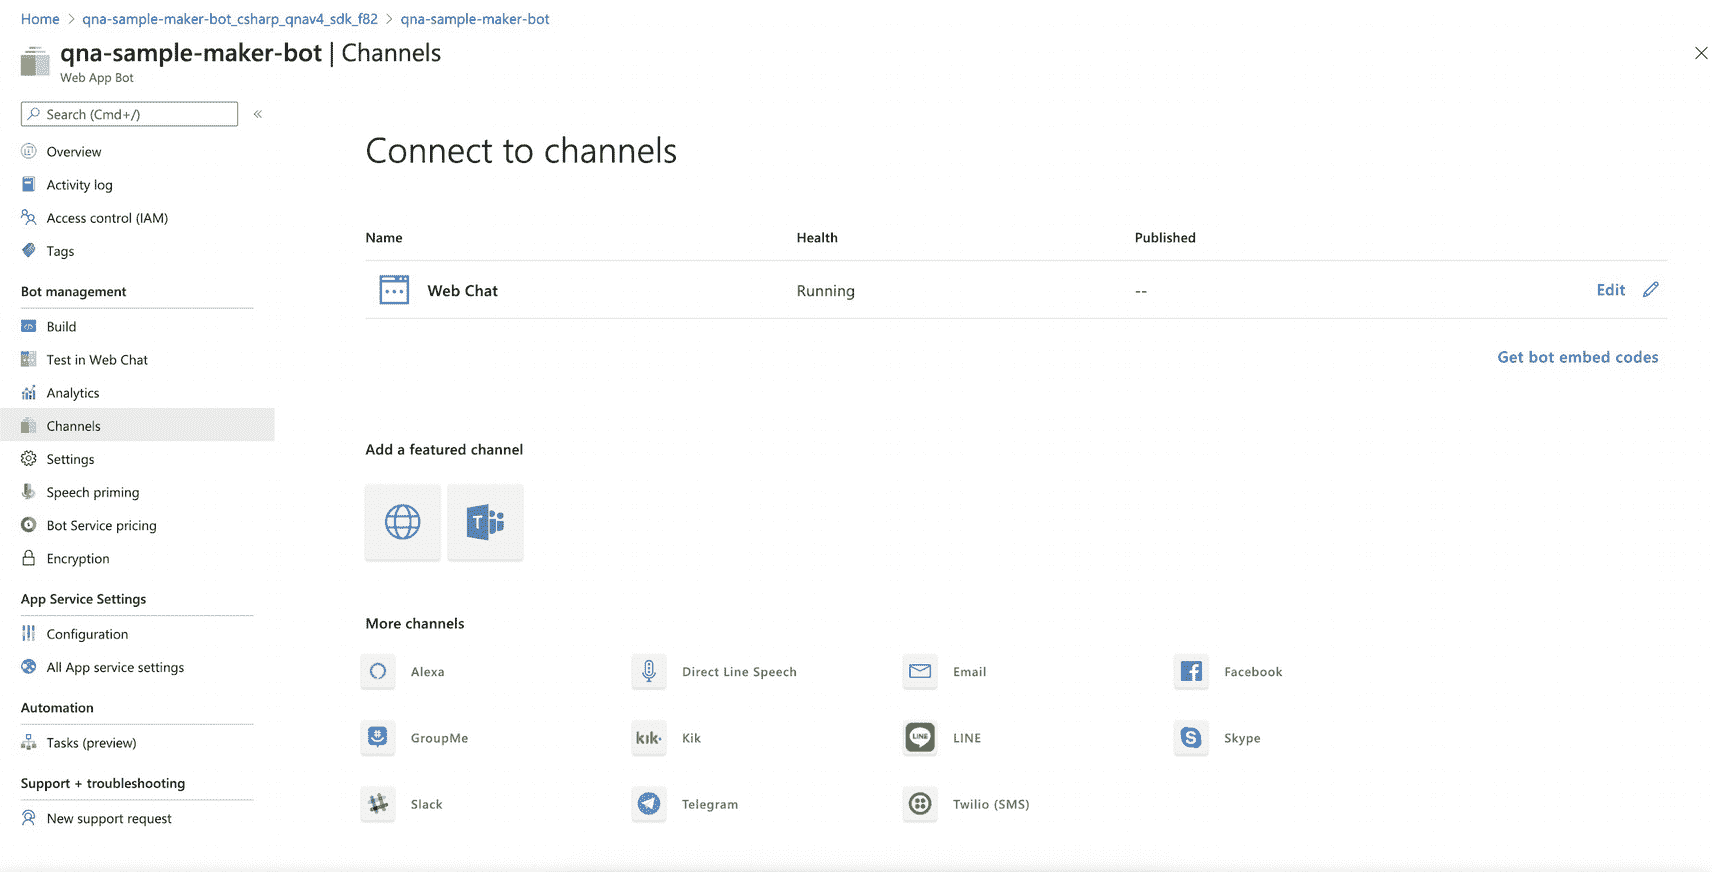 Home > qna-sample-maker-bot_csharp_qnav4_sdk_f82 > qna-sample-maker-bot
qna-sample-maker-bot | Channels
Web App Bot
Search (Cmd+/)
«
Overview
Activity log
Access control (IAM)
Tags
Bot management
Build
Test in Web Chat
Analytics
Channels
Settings
Speech priming
Bot Service pricing
Encryption
App Service Settings
Configuration
All App service settings
Automation
Tasks (preview)
Support + troubleshooting
New support request
Connect to channels
Name Health Published
Web Chat Running -- Edit
Get bot embed codes
Add a featured channel
T
More channels
Alexa Direct Line Speech Email Facebook
GroupMe kik Kik LINE LINE Skype
Slack Telegram Twilio (SMS)